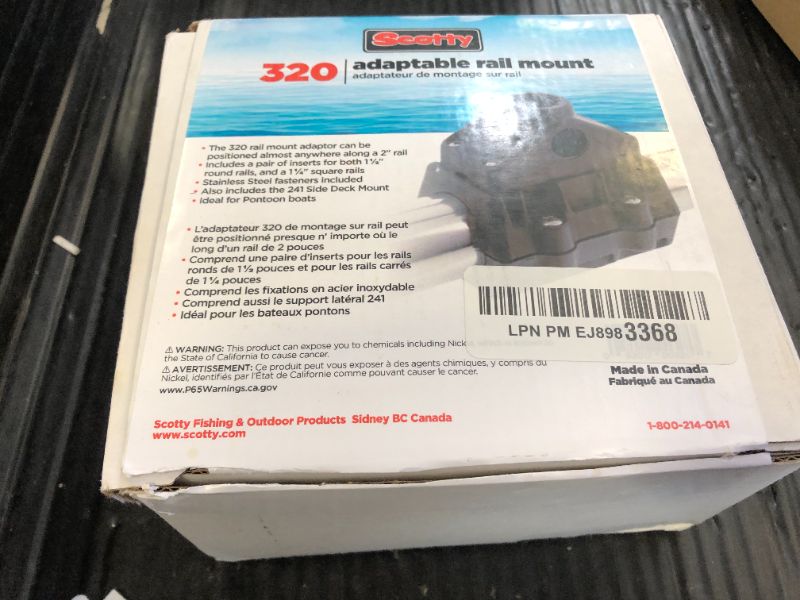 Scotty
320
adaptable rail mount
adaptateur de montage sur rail
• The 320 rail mount adaptor can be
positioned almost anywhere along a 2" rail
• Includes a pair of inserts for both 1⅛"
round rails, and a 1¼" square rails
• Stainless Steel fasteners Included
• Also includes the 241 Side Deck Mount
• Ideal for Pontoon boats
• L'adaptateur 320 de montage sur rail peut
être positionné presque n' importe où le
long d'un rail de 2 pouces
• Comprend une paire d'inserts pour les rails
ronds de 1⅛ pouces et pour les rails carrés
de 1¼ pouces
• Comprend les fixations en acier inoxydable
• Comprend aussi le support latéral 241
• Idéal pour les bateaux pontons
LPN PM EJ898 3368
⚠ WARNING: This product can expose you to chemicals including Nick
the State of California to cause cancer.
⚠ AVERTISSEMENT: Ce produit peut vous exposer à des agents chimiques, y compris du
Nickel, identifiés par l'État de Californie comme pouvant causer le cancer.
www.P65Warnings.ca.gov
Made in Canada
Fabriqué au Canada
Scotty Fishing & Outdoor Products Sidney BC Canada
www.scotty.com
1-800-214-0141